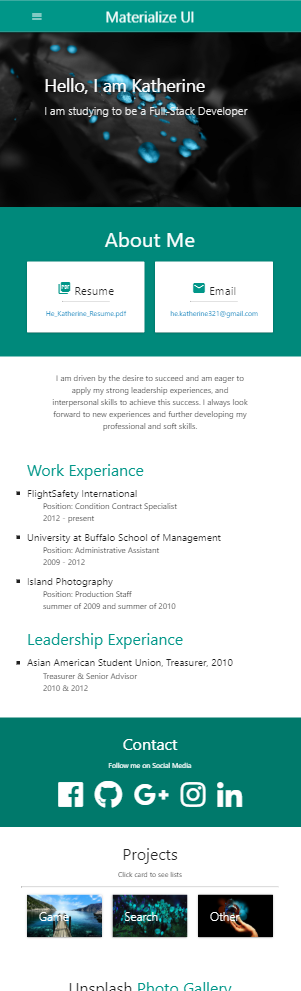 Materialize UI
Hello, I am Katherine
I am studying to be a Full-Stack Developer
About Me
Resume
He_Katherine_Resume.pdf
Email
he.katherine321@gmail.com
I am driven by the desire to succeed and am eager to
apply my strong leadership experiences, and
interpersonal skills to achieve this success. I always look
forward to new experiences and further developing my
professional and soft skills.
Work Experiance
FlightSafety International
Position: Condition Contract Specialist
2012 - present
University at Buffalo School of Management
Position: Administrative Assistant
2009 - 2012
Island Photography
Position: Production Staff
summer of 2009 and summer of 2010
Leadership Experiance
Asian American Student Union, Treasurer, 2010
Treasurer & Senior Advisor
2010 & 2012
Contact
Follow me on Social Media
Projects
Click card to see lists
Game
Search
Other
Unsplash Photo Gallery